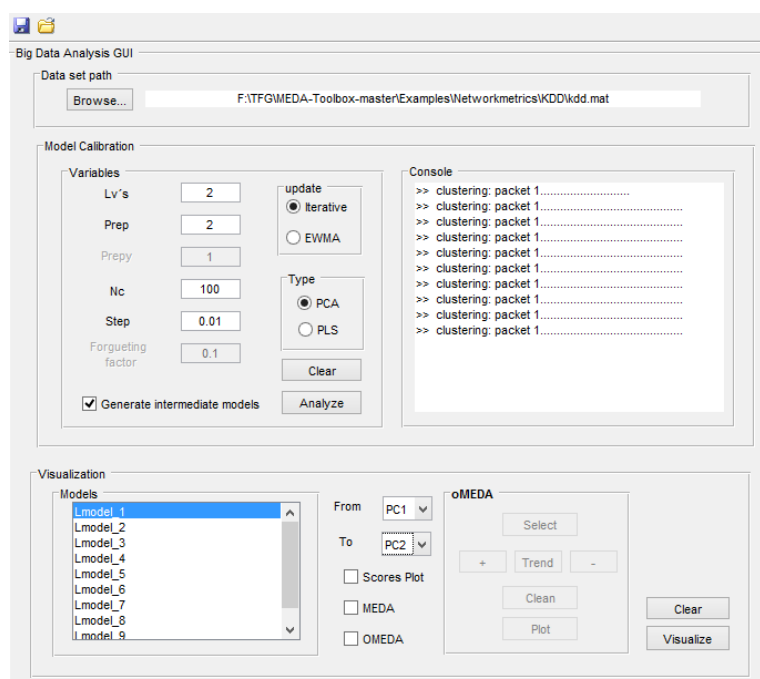 Big Data Analysis GUI
Data set path
Browse...
F:\TFG\MEDA-Toolbox-master\Examples\Networkmetrics\KDD\kdd.mat
Model Calibration
Variables
Lv´s 2
Prep 2
Prepy 1
Nc 100
Step 0.01
Forgueting
factor
0.1
Generate intermediate models
update
Iterative
EWMA
Type
PCA
PLS
Clear
Analyze
Console
>> clustering: packet 1...........................
>> clustering: packet 1...........................................
>> clustering: packet 1...........................................
>> clustering: packet 1...........................................
>> clustering: packet 1...........................................
>> clustering: packet 1...........................................
>> clustering: packet 1...........................................
>> clustering: packet 1...........................................
>> clustering: packet 1...........................................
>> clustering: packet 1...........................................
Visualization
Models
Lmodel_1
Lmodel_2
Lmodel_3
Lmodel_4
Lmodel_5
Lmodel_6
Lmodel_7
Lmodel_8
Lmodel_9
From PC1
To PC2
Scores Plot
MEDA
OMEDA
oMEDA
Select
+ Trend -
Clean
Plot
Clear
Visualize